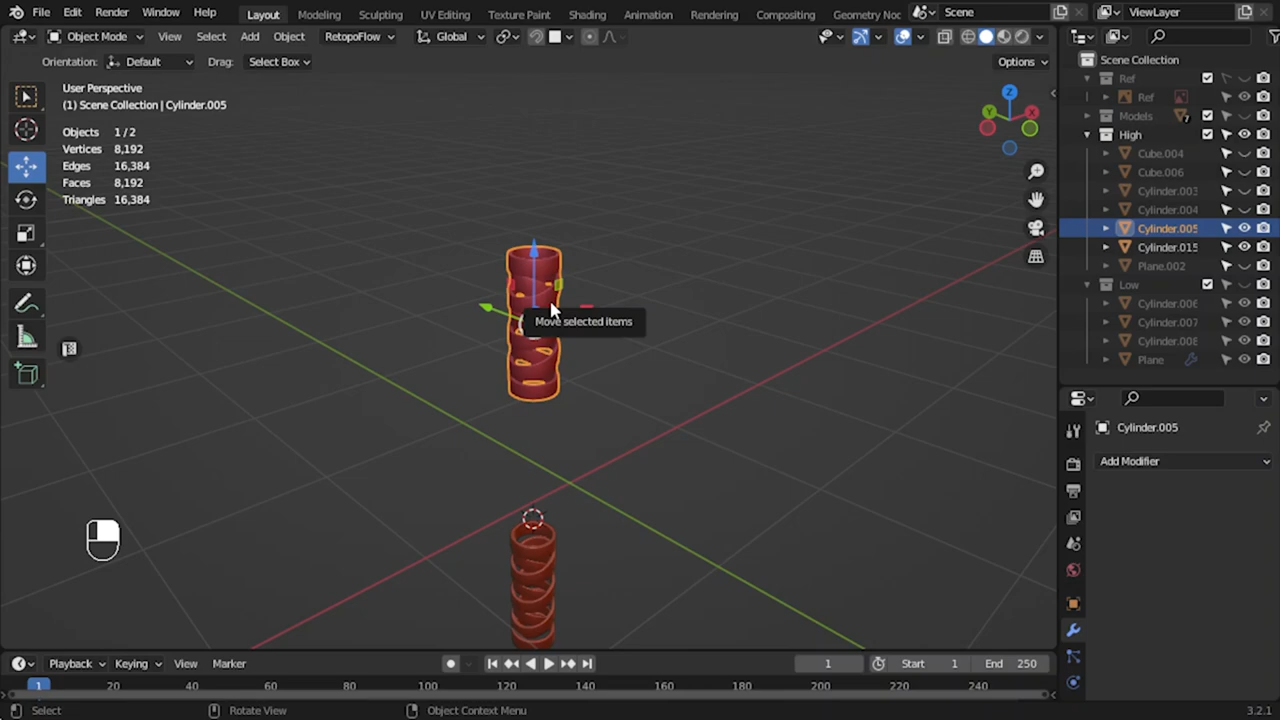 File Edit Render Window Help Layout Modeling Sculpting UV Editing Texture Paint Shading Animation Rendering Compositing Geometry Noc Scene ViewLayer
Object Mode View Select Add Object RetopoFlow Global
Orientation: Default Drag: Select Box Options
User Perspective
(1) Scene Collection | Cylinder.005
Objects 1 / 2
Vertices 8,192
Edges 16,384
Faces 8,192
Triangles 16,384
Z
Y
X
Move selected items
Scene Collection
Ref
Ref
Models
High
Cube.004
Cube.006
Cylinder.003
Cylinder.004
Cylinder.005
Cylinder.015
Plane.002
Low
Cylinder.006
Cylinder.007
Cylinder.008
Plane
Cylinder.005
Add Modifier
Playback Keying View Marker 1 Start 1 End 250
1 20 40 60 80 100 120 140 160 180 200 220 240
Select Rotate View Object Context Menu 3.2.1